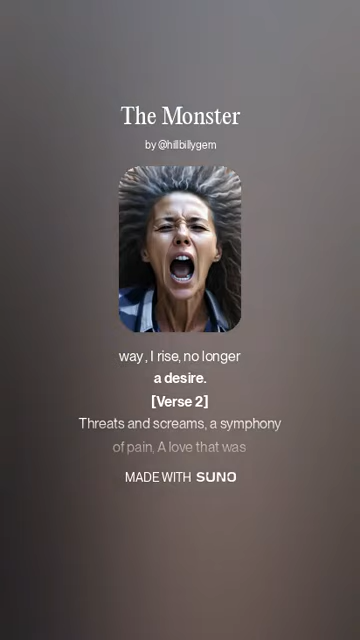 The Monster
by @hillbillygem
way , I rise, no longer
a desire.
[Verse 2]
Threats and screams, a symphony
of pain, A love that was
MADE WITH SUNO